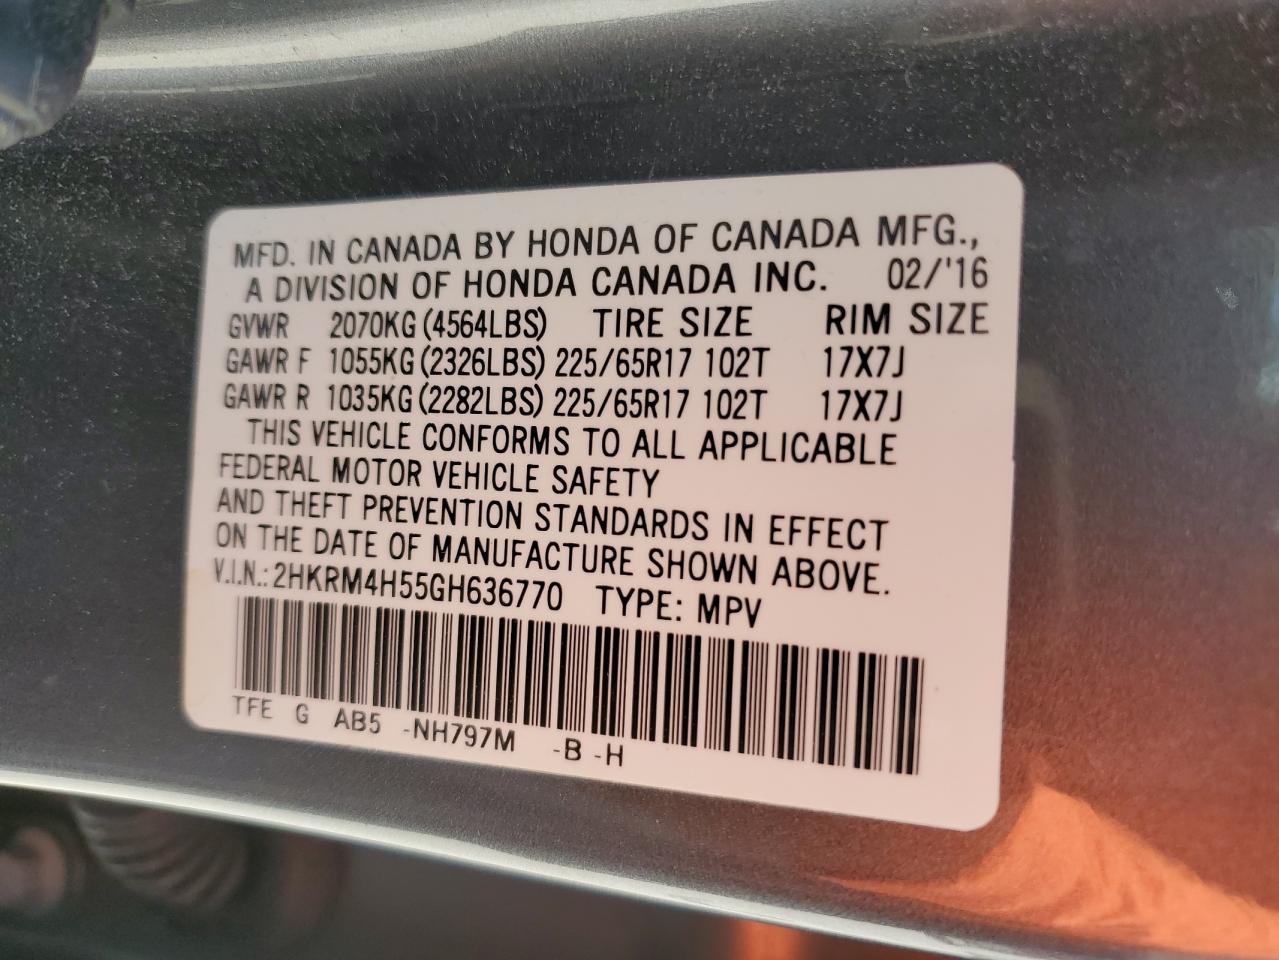 MFD. IN CANADA BY HONDA OF CANADA MFG.,
A DIVISION OF HONDA CANADA INC. 02/'16
GVWR 2070KG (4564LBS) TIRE SIZE RIM SIZE
GAWR F 1055KG (2326LBS) 225/65R17 102T 17X7J
GAWR R 1035KG (2282LBS) 225/65R17 102T 17X7J
THIS VEHICLE CONFORMS TO ALL APPLICABLE
FEDERAL MOTOR VEHICLE SAFETY
AND THEFT PREVENTION STANDARDS IN EFFECT
ON THE DATE OF MANUFACTURE SHOWN ABOVE.
V.I.N.: 2HKRM4H55GH636770 TYPE: MPV
TFE G AB5 -NH797M -B -H